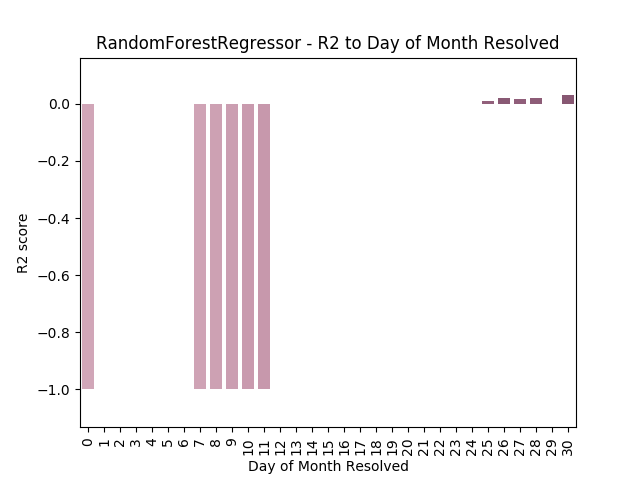 RandomForestRegressor - R2 to Day of Month Resolved
0.0
−0.2
−0.4
−0.6
−0.8
−1.0
R2 score
0 1 2 3 4 5 6 7 8 9 10 11 12 13 14 15 16 17 18 19 20 21 22 23 24 25 26 27 28 29 30
Day of Month Resolved